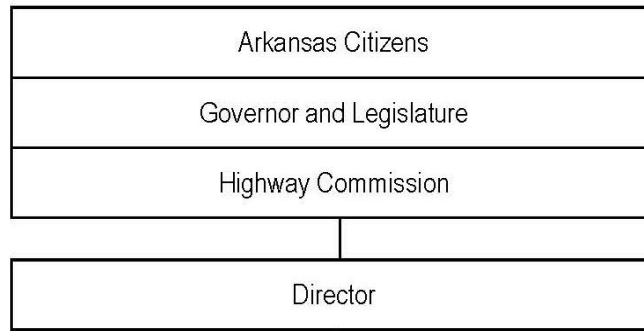 Arkansas Citizens
Governor and Legislature
Highway Commission
Director